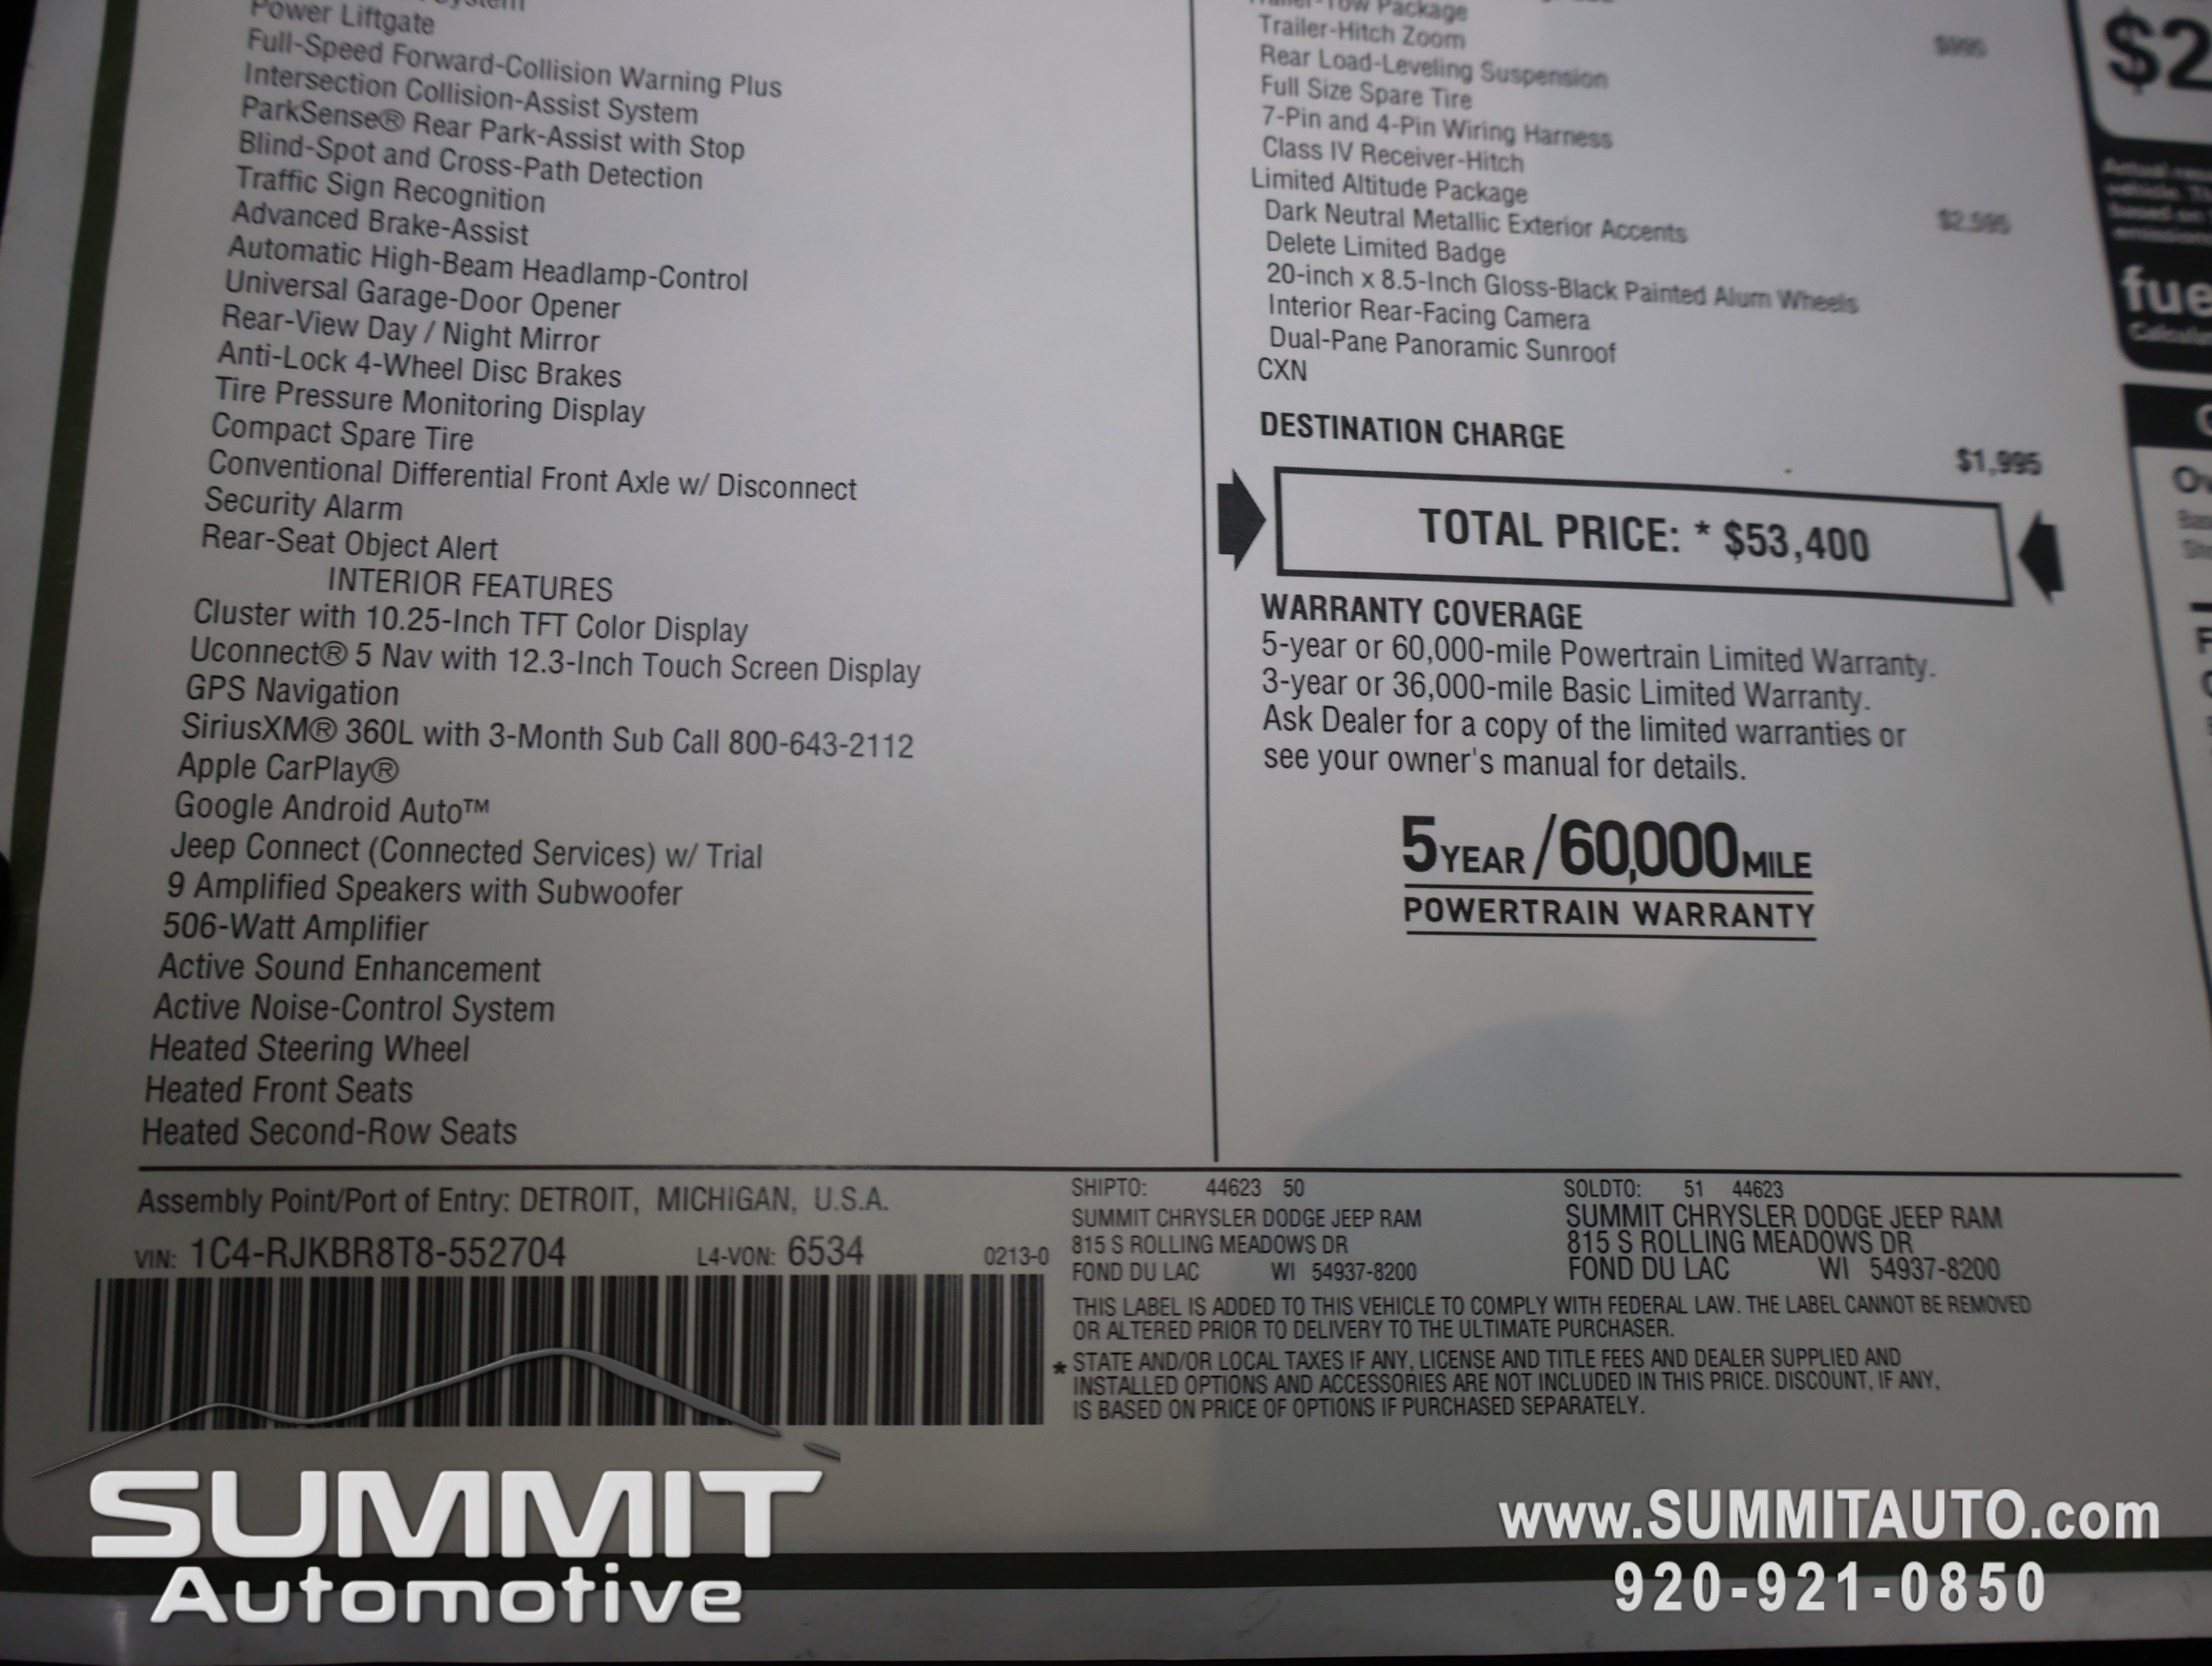 Power Liftgate
Full-Speed Forward-Collision Warning Plus
Intersection Collision-Assist System
ParkSense® Rear Park-Assist with Stop
Blind-Spot and Cross-Path Detection
Traffic Sign Recognition
Advanced Brake-Assist
Automatic High-Beam Headlamp-Control
Universal Garage-Door Opener
Rear-View Day / Night Mirror
Anti-Lock 4-Wheel Disc Brakes
Tire Pressure Monitoring Display
Compact Spare Tire
Conventional Differential Front Axle w/ Disconnect
Security Alarm
Rear-Seat Object Alert
INTERIOR FEATURES
Cluster with 10.25-Inch TFT Color Display
Uconnect® 5 Nav with 12.3-Inch Touch Screen Display
GPS Navigation
SiriusXM® 360L with 3-Month Sub Call 800-643-2112
Apple CarPlay®
Google Android Auto™
Jeep Connect (Connected Services) w/ Trial
9 Amplified Speakers with Subwoofer
506-Watt Amplifier
Active Sound Enhancement
Active Noise-Control System
Heated Steering Wheel
Heated Front Seats
Heated Second-Row Seats
Package
Trailer-Hitch Zoom $995
Rear Load-Leveling Suspension
Full Size Spare Tire
7-Pin and 4-Pin Wiring Harness
Class IV Receiver-Hitch
Limited Altitude Package $2,595
Dark Neutral Metallic Exterior Accents
Delete Limited Badge
20-inch x 8.5-Inch Gloss-Black Painted Alum Wheels
Interior Rear-Facing Camera
Dual-Pane Panoramic Sunroof
CXN
DESTINATION CHARGE $1,995
TOTAL PRICE: * $53,400
WARRANTY COVERAGE
5-year or 60,000-mile Powertrain Limited Warranty.
3-year or 36,000-mile Basic Limited Warranty.
Ask Dealer for a copy of the limited warranties or
see your owner's manual for details.
5 YEAR / 60,000 MILE
POWERTRAIN WARRANTY
$2
fue
Assembly Point/Port of Entry: DETROIT, MICHIGAN, U.S.A.
VIN: 1C4-RJKBR8T8-552704 L4-VON: 6534 0213-0
SHIPTO: 44623 50
SUMMIT CHRYSLER DODGE JEEP RAM
815 S ROLLING MEADOWS DR
FOND DU LAC WI 54937-8200
SOLDTO: 51 44623
SUMMIT CHRYSLER DODGE JEEP RAM
815 S ROLLING MEADOWS DR
FOND DU LAC WI 54937-8200
THIS LABEL IS ADDED TO THIS VEHICLE TO COMPLY WITH FEDERAL LAW. THE LABEL CANNOT BE REMOVED
OR ALTERED PRIOR TO DELIVERY TO THE ULTIMATE PURCHASER.
* STATE AND/OR LOCAL TAXES IF ANY, LICENSE AND TITLE FEES AND DEALER SUPPLIED AND
INSTALLED OPTIONS AND ACCESSORIES ARE NOT INCLUDED IN THIS PRICE. DISCOUNT, IF ANY,
IS BASED ON PRICE OF OPTIONS IF PURCHASED SEPARATELY.
SUMMIT
Automotive
www.SUMMITAUTO.com
920-921-0850